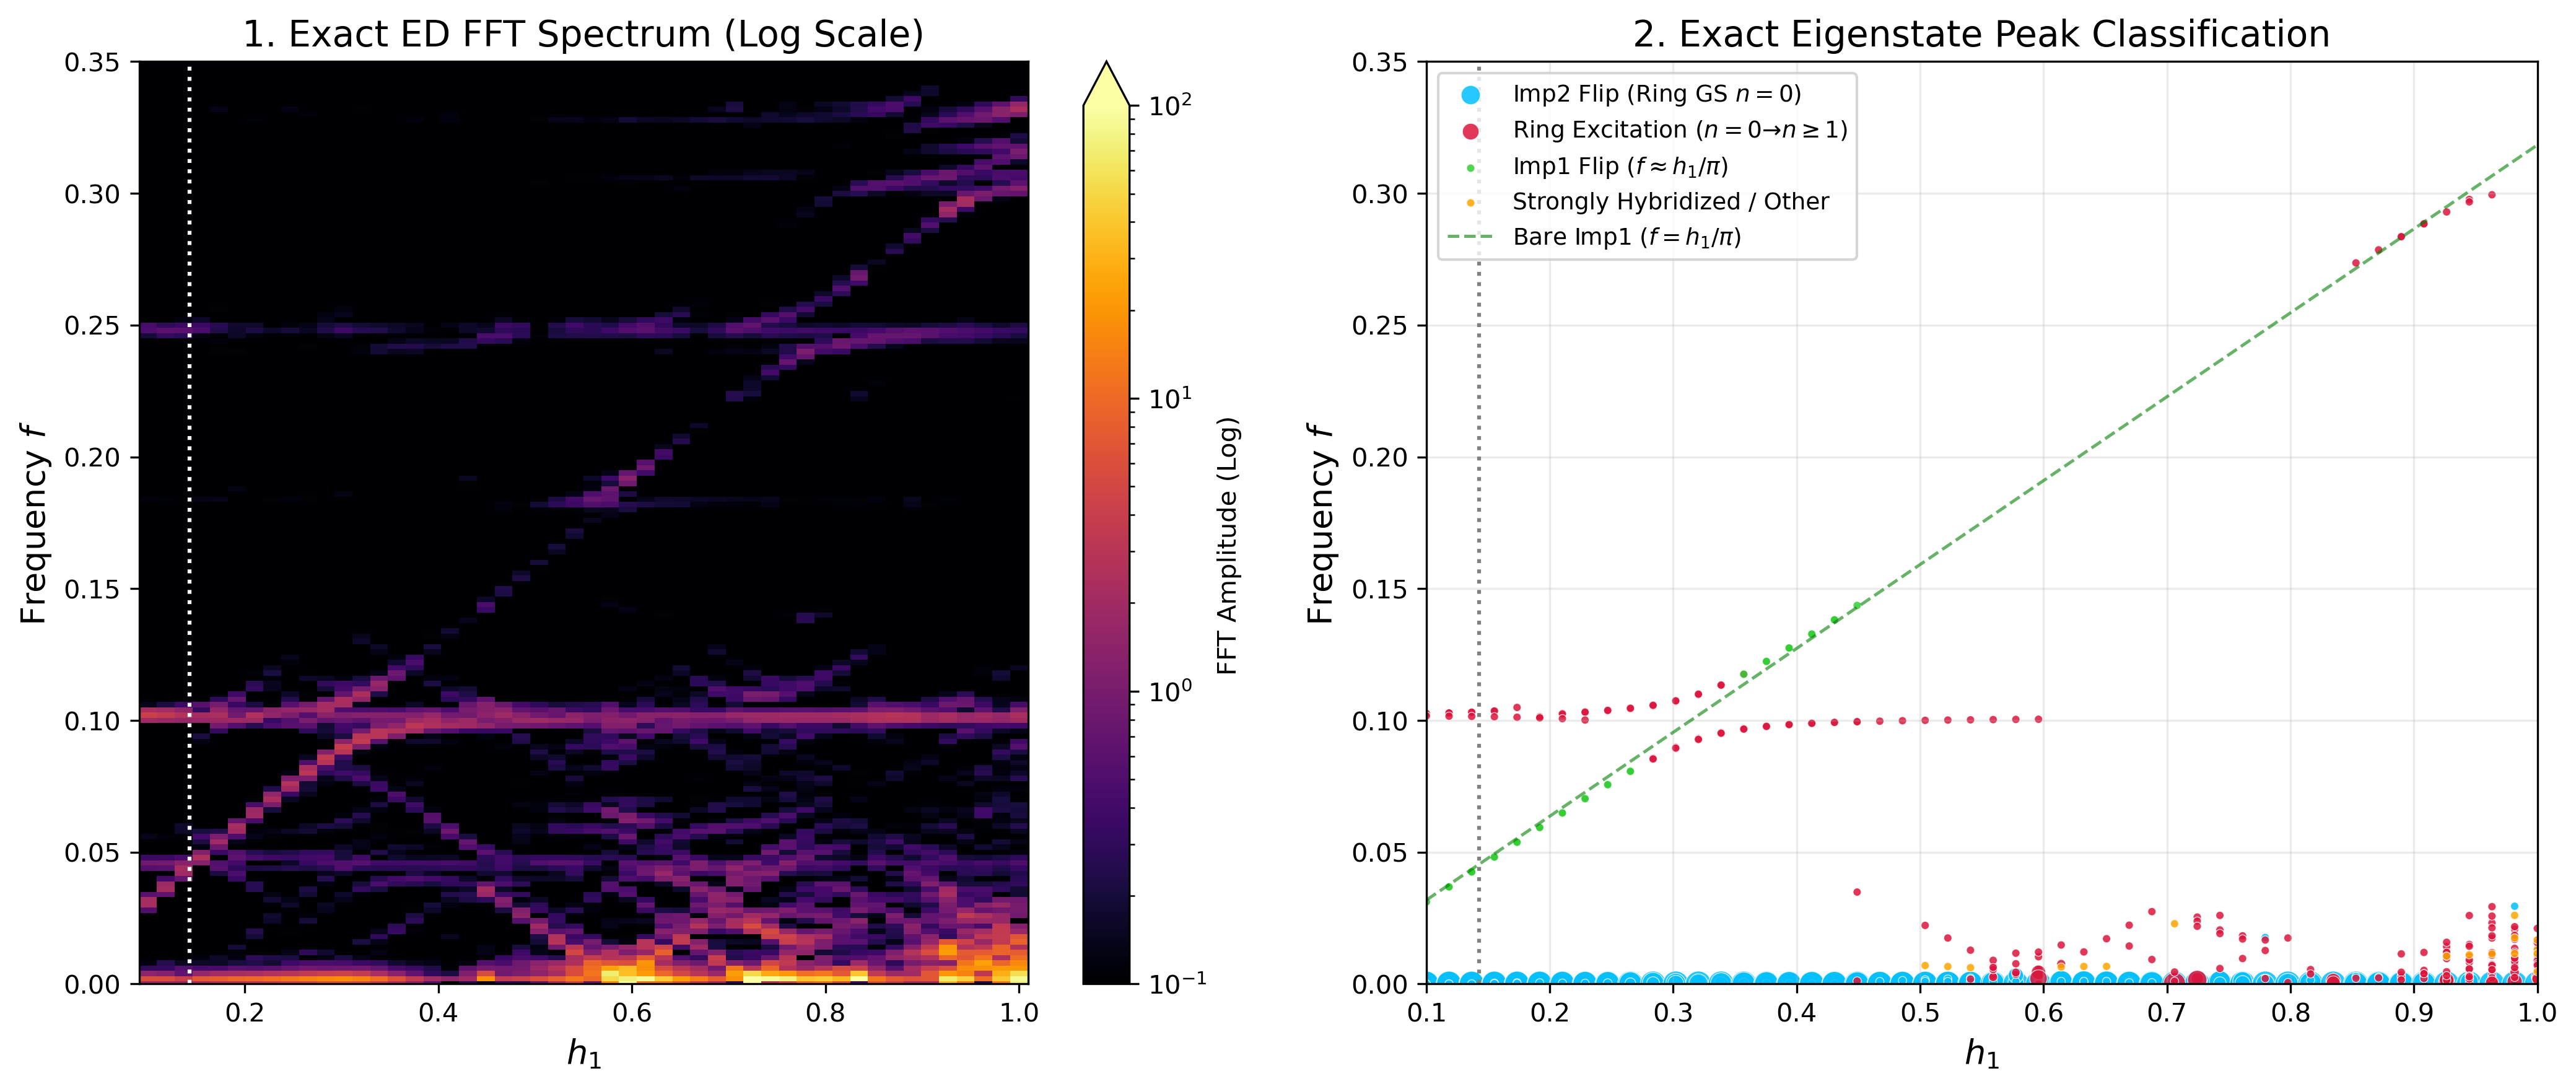 1. Exact ED FFT Spectrum (Log Scale)
0.35
0.30
0.25
0.20
0.15
0.10
0.05
0.00
Frequency f
0.2
0.4
0.6
0.8
1.0
h₁
10²
10¹
10⁰
10⁻¹
FFT Amplitude (Log)
2. Exact Eigenstate Peak Classification
Imp2 Flip (Ring GS n = 0)
Ring Excitation (n = 0→n ≥ 1)
Imp1 Flip (f ≈ h₁/π)
Strongly Hybridized / Other
Bare Imp1 (f = h₁/π)
0.35
0.30
0.25
0.20
0.15
0.10
0.05
0.00
Frequency f
0.1
0.2
0.3
0.4
0.5
0.6
0.7
0.8
0.9
1.0
h₁